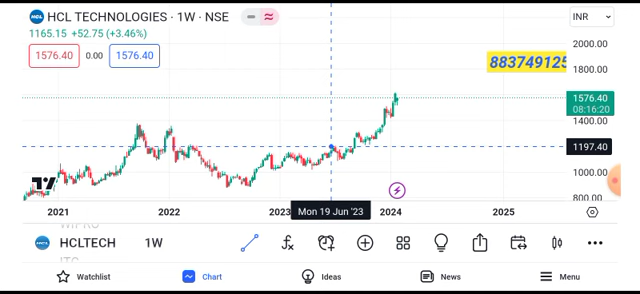 HCL TECHNOLOGIES · 1W · NSE
INR
1165.15 +52.75 (+3.46%)
1576.40 0.00 1576.40
2000.00
883749125
1800.00
1576.40
08:16:20
1400.00
1197.40
1000.00
800.00
2021 2022 2023 Mon 19 Jun '23 2024 2025
WIPRO
HCLTECH 1W
ITC
Watchlist Chart Ideas News Menu